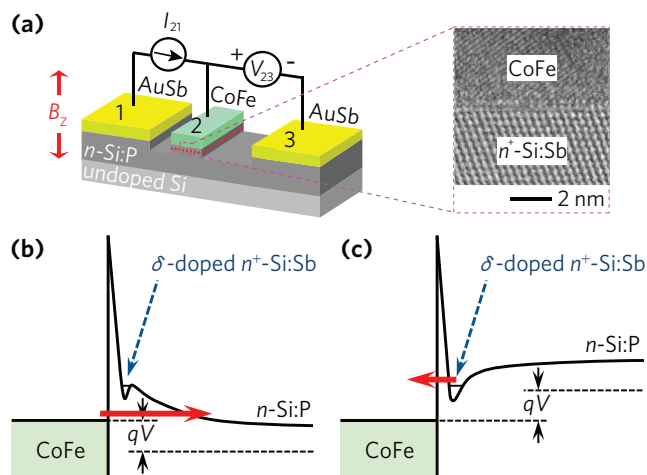 (a)
I21
+ V23 -
AuSb
CoFe
AuSb
1
2
3
BZ
n-Si:P
undoped Si
CoFe
n+-Si:Sb
2 nm
(b)
δ-doped n+-Si:Sb
n-Si:P
qV
CoFe
(c)
δ-doped n+-Si:Sb
n-Si:P
qV
CoFe